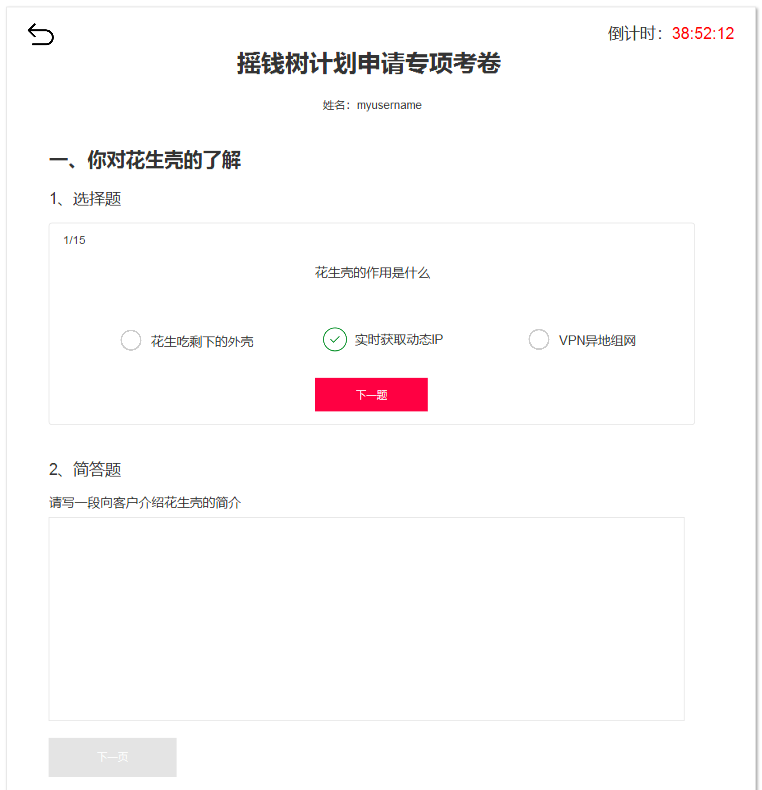 倒计时：38:52:12
摇钱树计划申请专项考卷
姓名：myusername
一、你对花生壳的了解
1、选择题
1/15
花生壳的作用是什么
花生吃剩下的外壳
实时获取动态IP
VPN异地组网
下一题
2、简答题
请写一段向客户介绍花生壳的简介
下一页